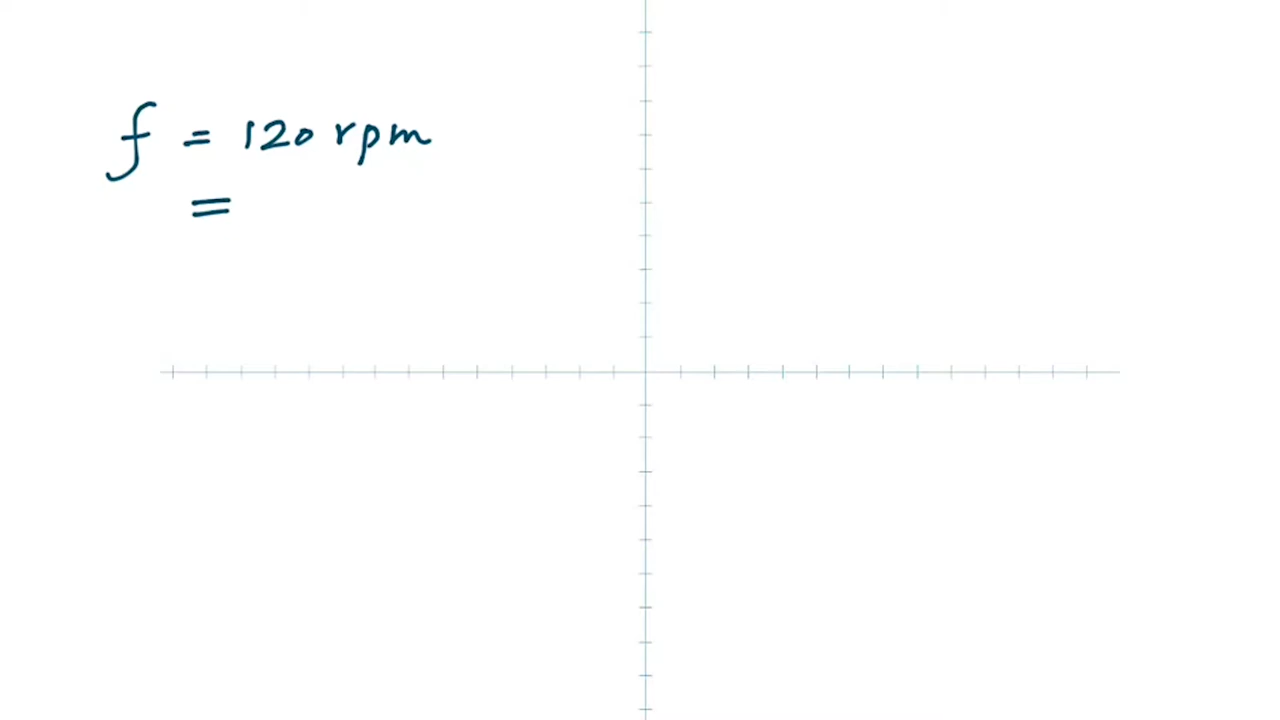 f = 120 rpm
=